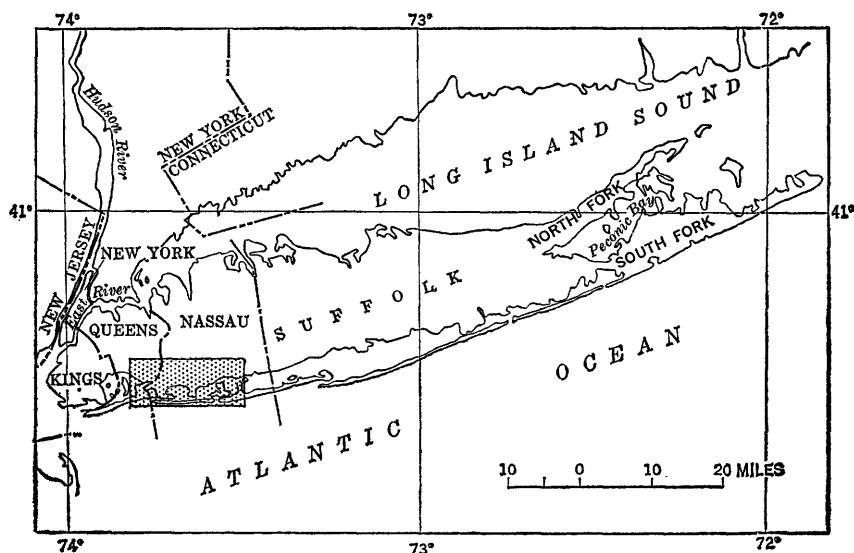 74°
73°
72°
Hudson River
NEW YORK
CONNECTICUT
LONG ISLAND SOUND
41°
41°
NORTH FORK
Peconic Bay
SOUTH FORK
NEW JERSEY
NEW YORK
East River
SUFFOLK
QUEENS
NASSAU
KINGS
ATLANTIC OCEAN
10 0 10 20 MILES
74°
73°
72°